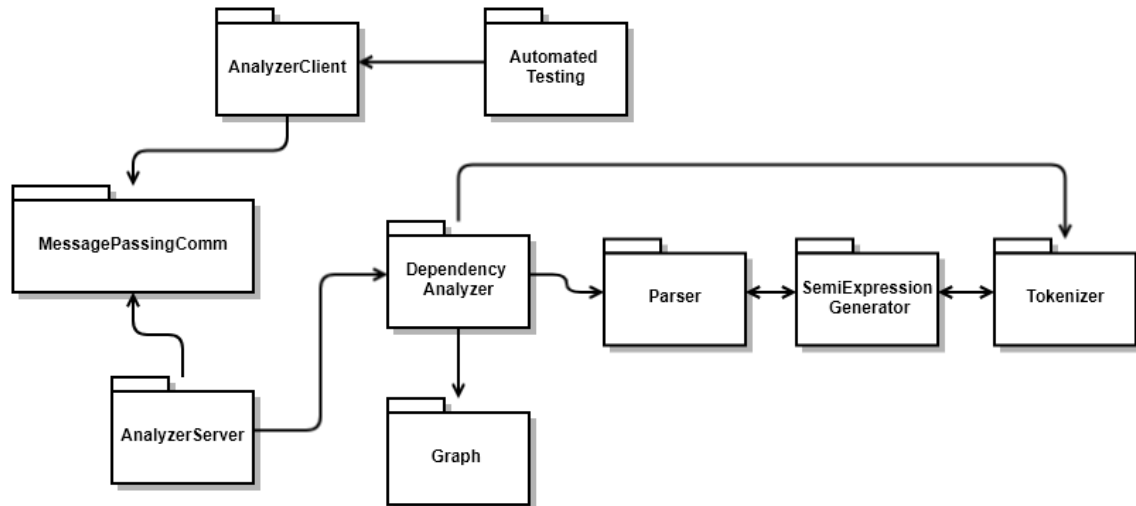 AnalyzerClient
Automated
Testing
MessagePassingComm
Dependency
Analyzer
Parser
SemiExpression
Generator
Tokenizer
AnalyzerServer
Graph